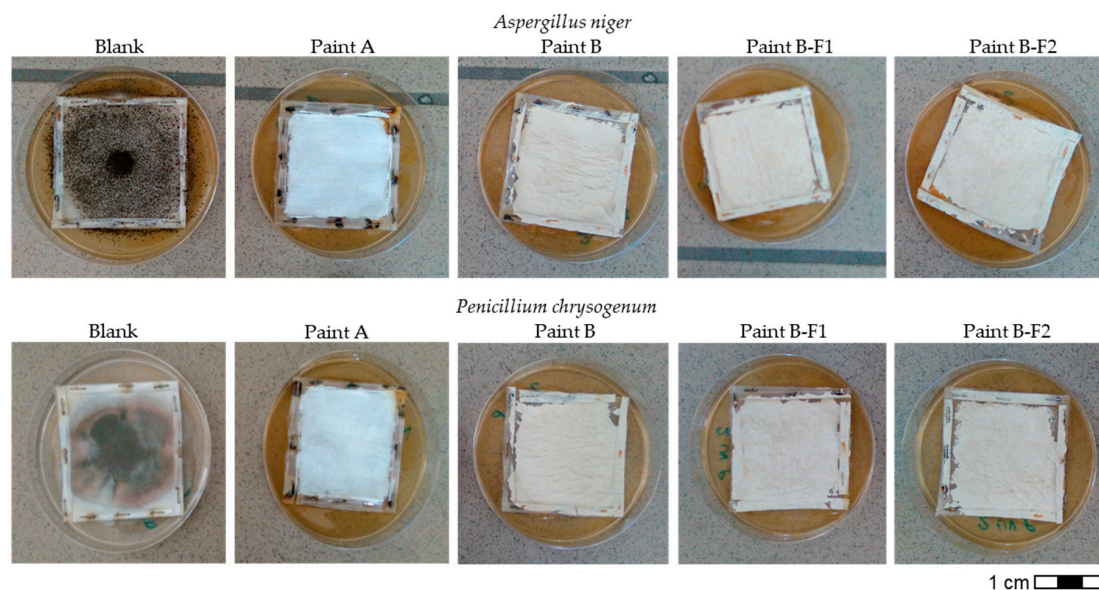 Aspergillus niger
Blank Paint A Paint B Paint B-F1 Paint B-F2
Penicillium chrysogenum
Blank Paint A Paint B Paint B-F1 Paint B-F2
1 cm